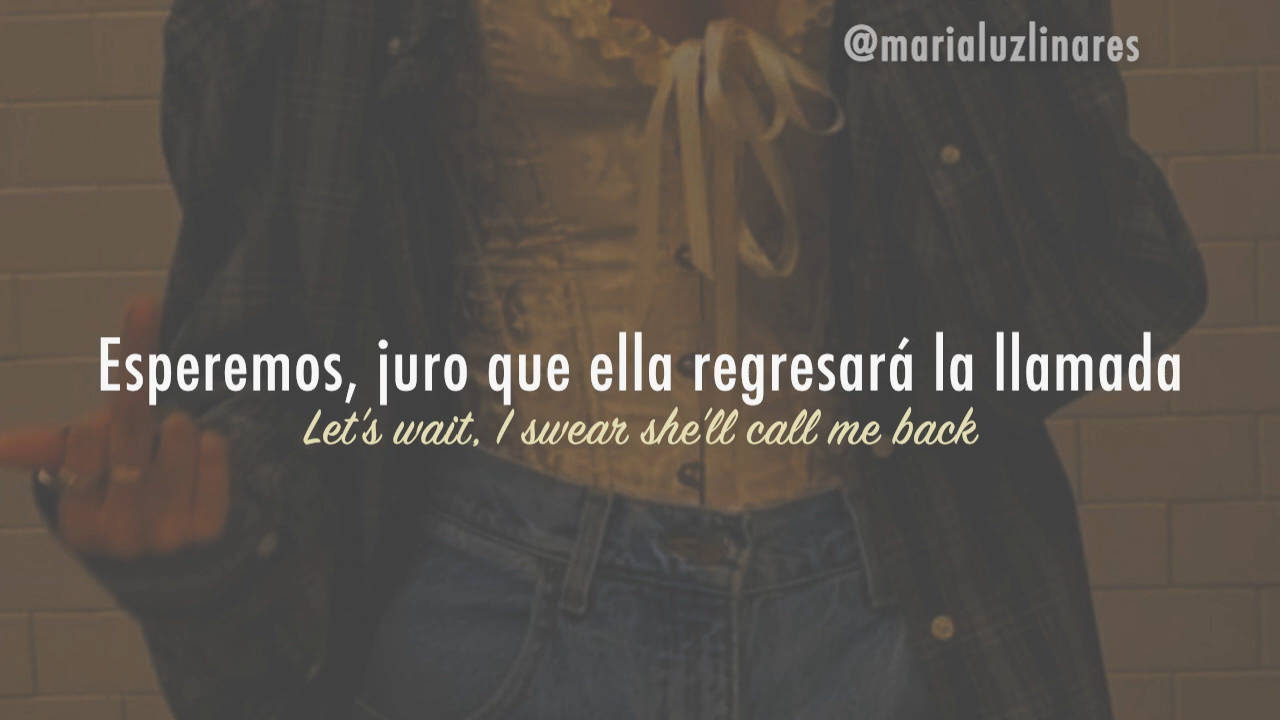 @marialuzlinares
Esperemos, juro que ella regresará la llamada
Let's wait, I swear she'll call me back